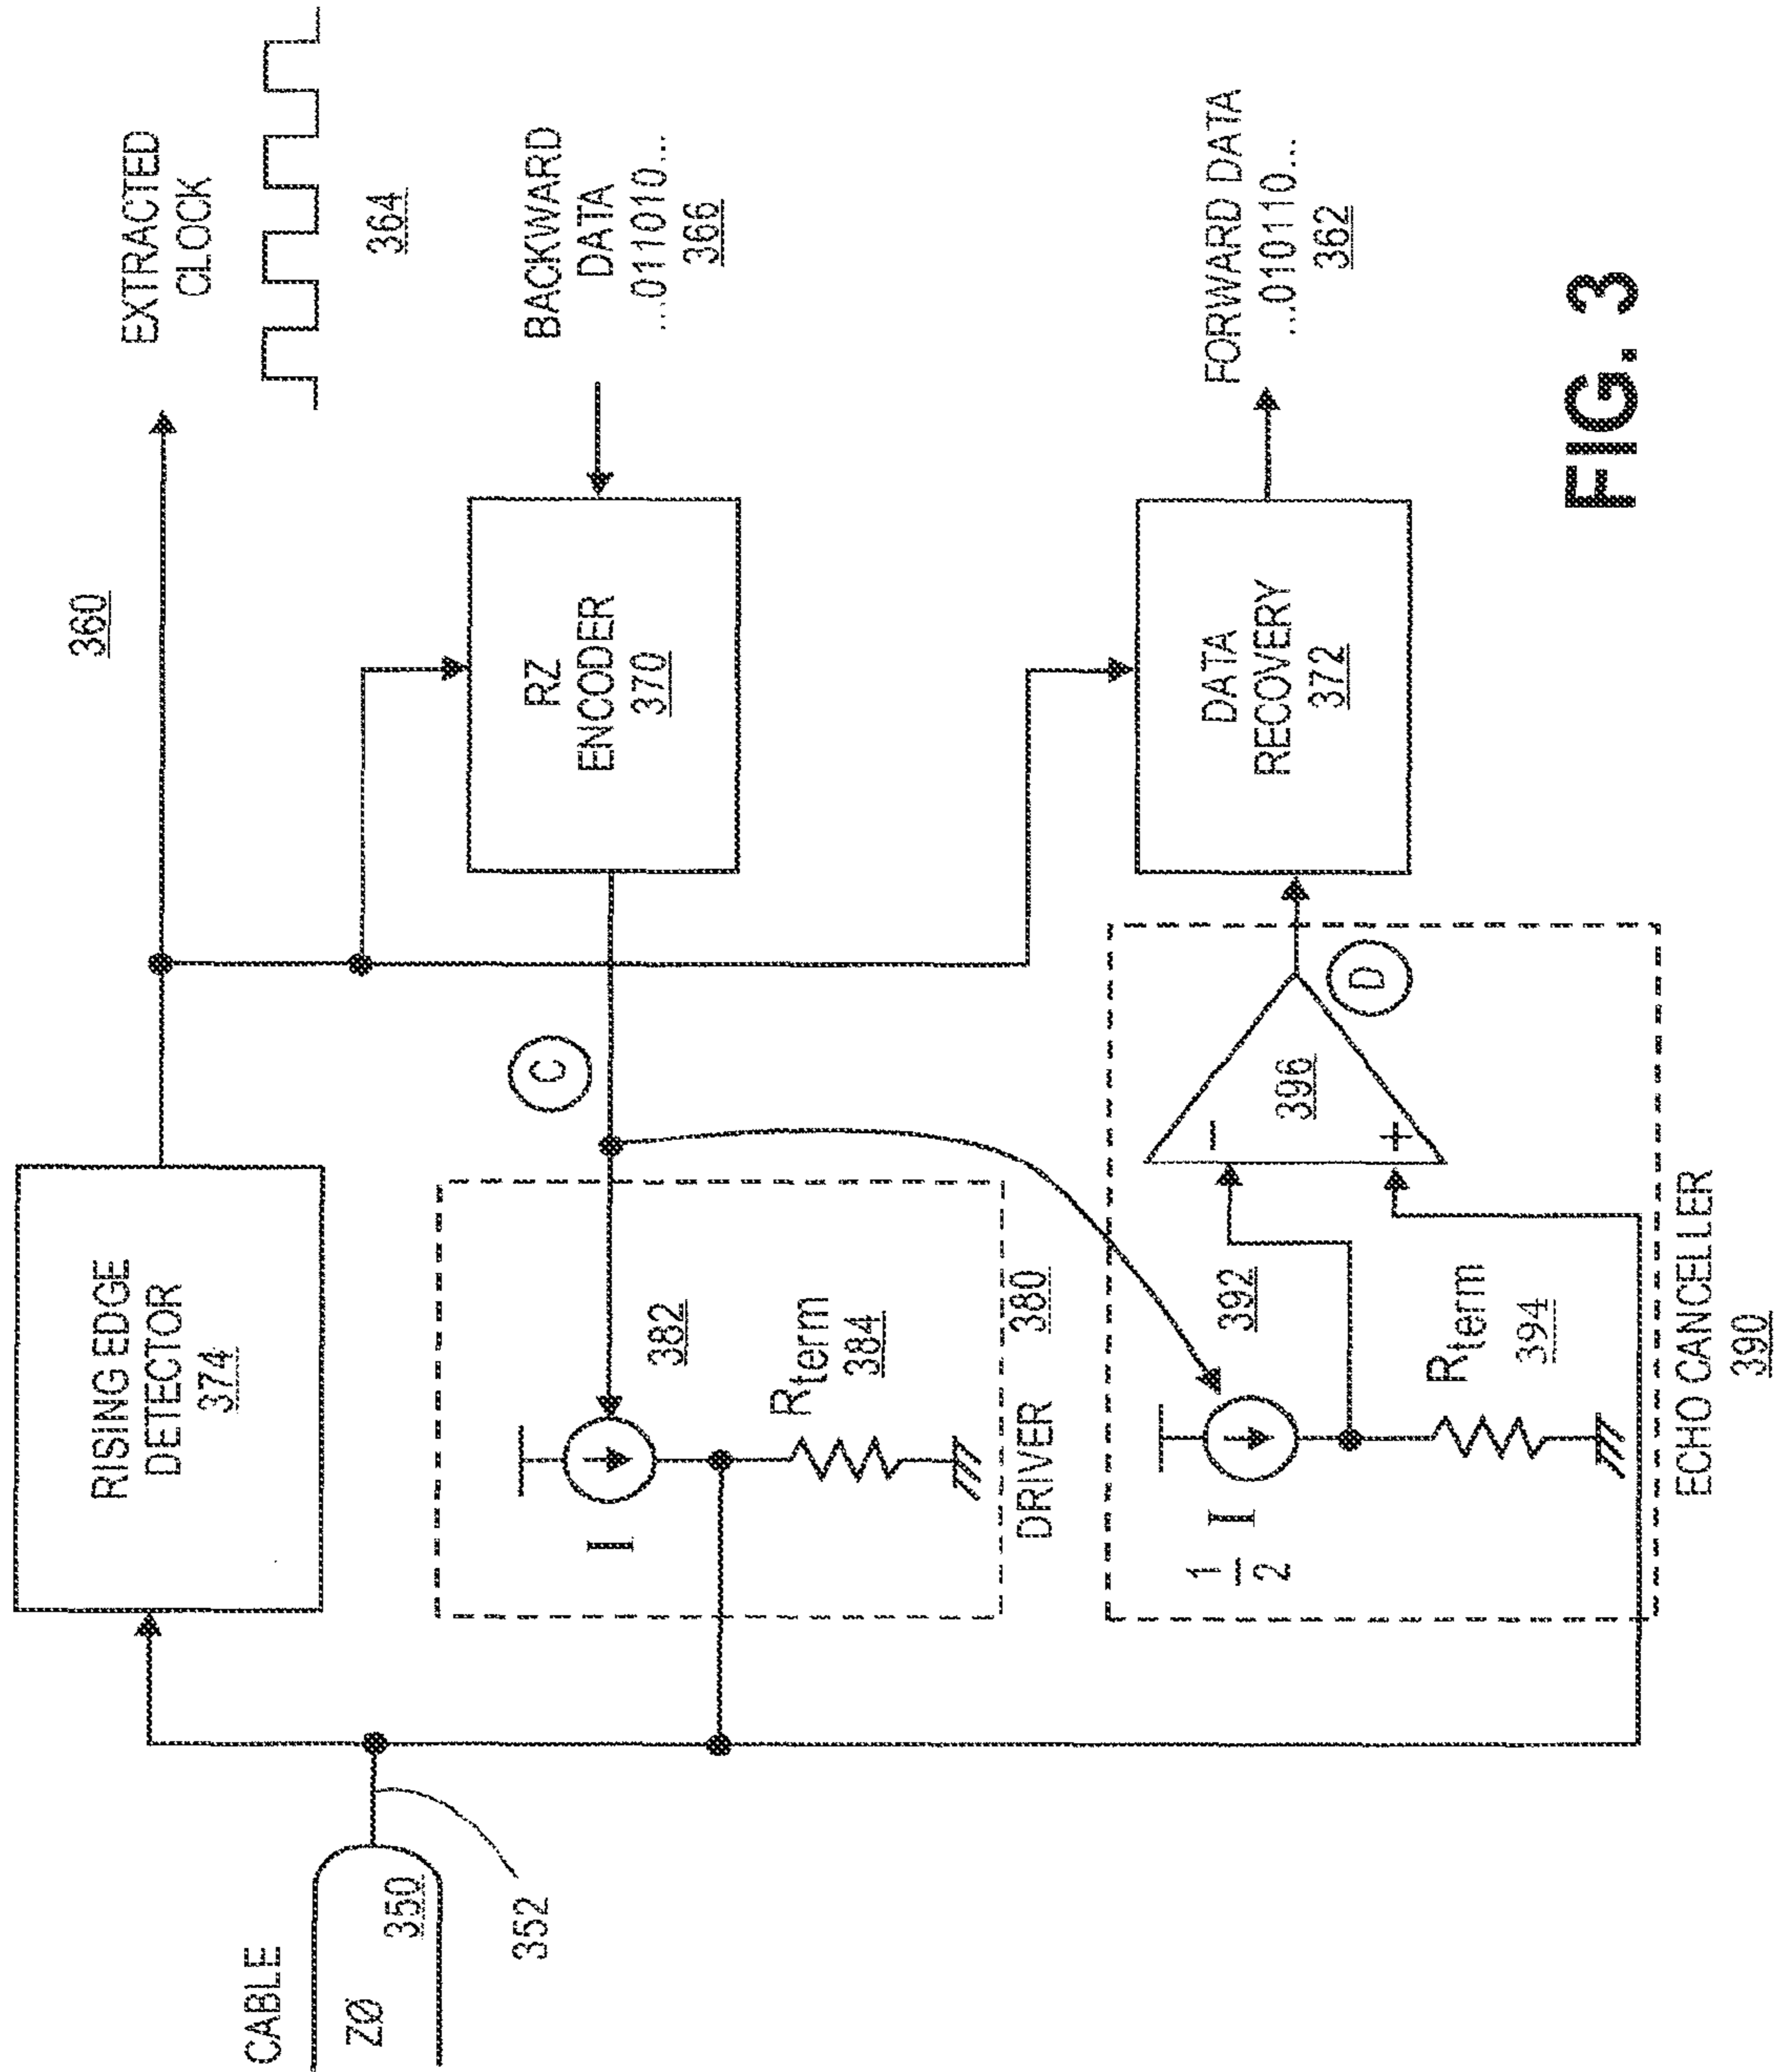 CABLE
ZØ
350
352
RISING EDGE
DETECTOR
374
360
EXTRACTED
CLOCK
364
I
382
Rterm
384
DRIVER 380
C
RZ
ENCODER
370
BACKWARD
DATA
...011010...
366
1/2 I
392
Rterm
394
-
+
396
D
ECHO CANCELLER
390
DATA
RECOVERY
372
FORWARD DATA
...010110...
362
FIG. 3